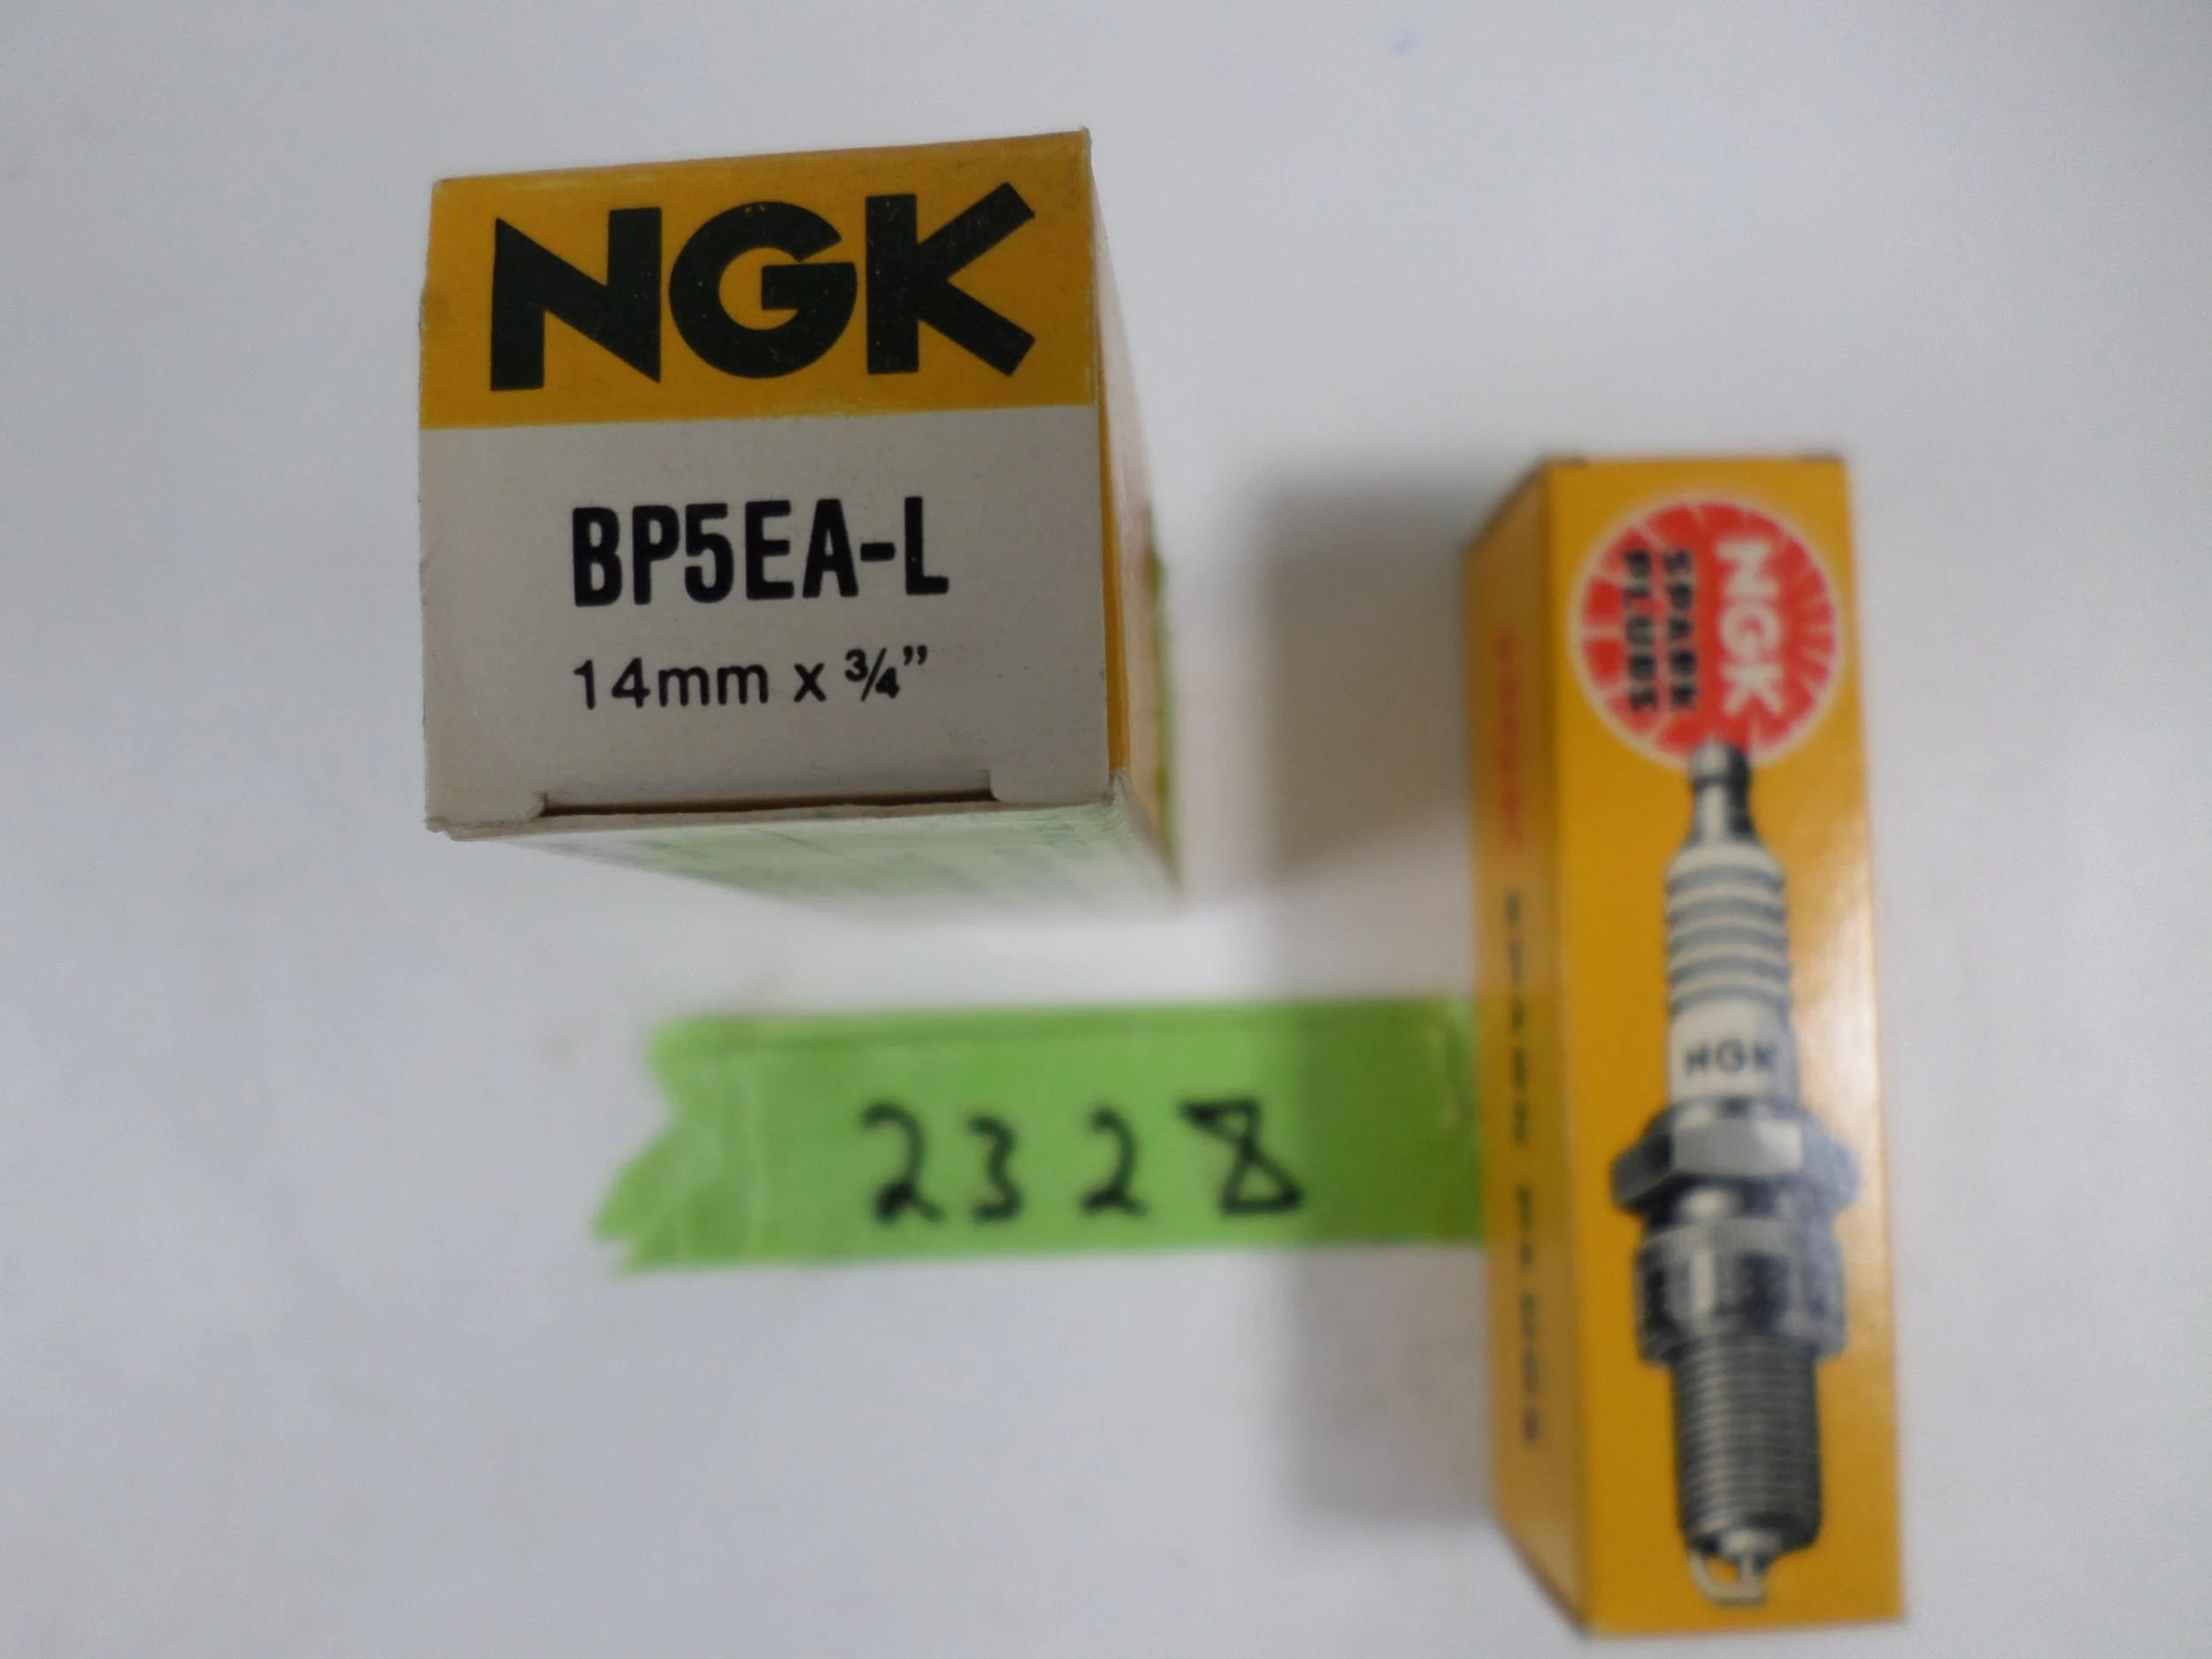 NGK
BP5EA-L
14mm x ¾”
NGK
SPARK
PLUGS
NGK
2328